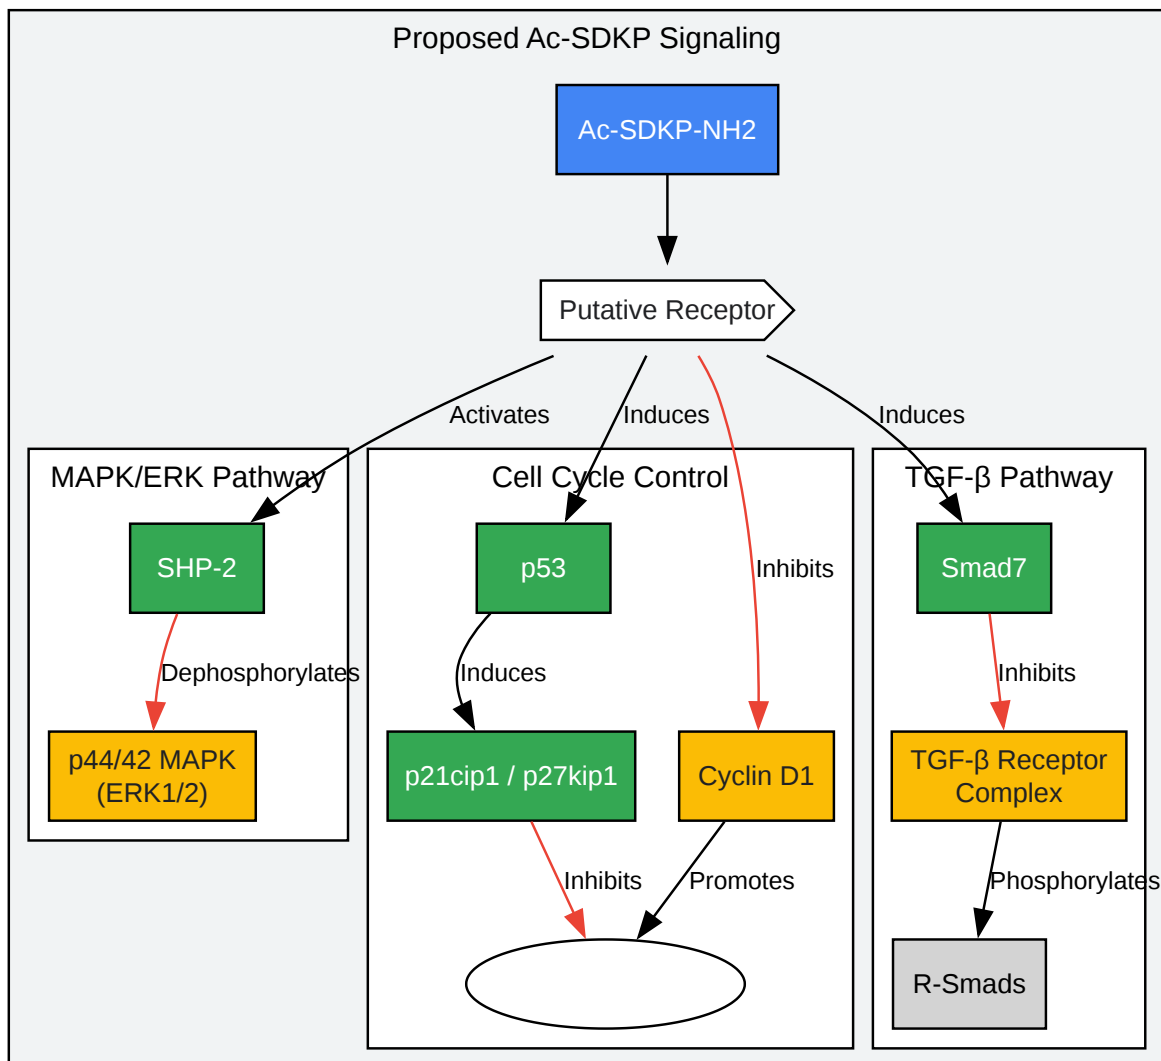 Proposed Ac-SDKP Signaling
Ac-SDKP-NH2
Putative Receptor
Activates
Induces
Inhibits
Induces
MAPK/ERK Pathway
Cell Cycle Control
TGF-β Pathway
SHP-2
p53
Smad7
Dephosphorylates
Induces
Inhibits
p44/42 MAPK
(ERK1/2)
p21cip1 / p27kip1
Cyclin D1
TGF-β Receptor
Complex
Inhibits
Promotes
Phosphorylates
R-Smads